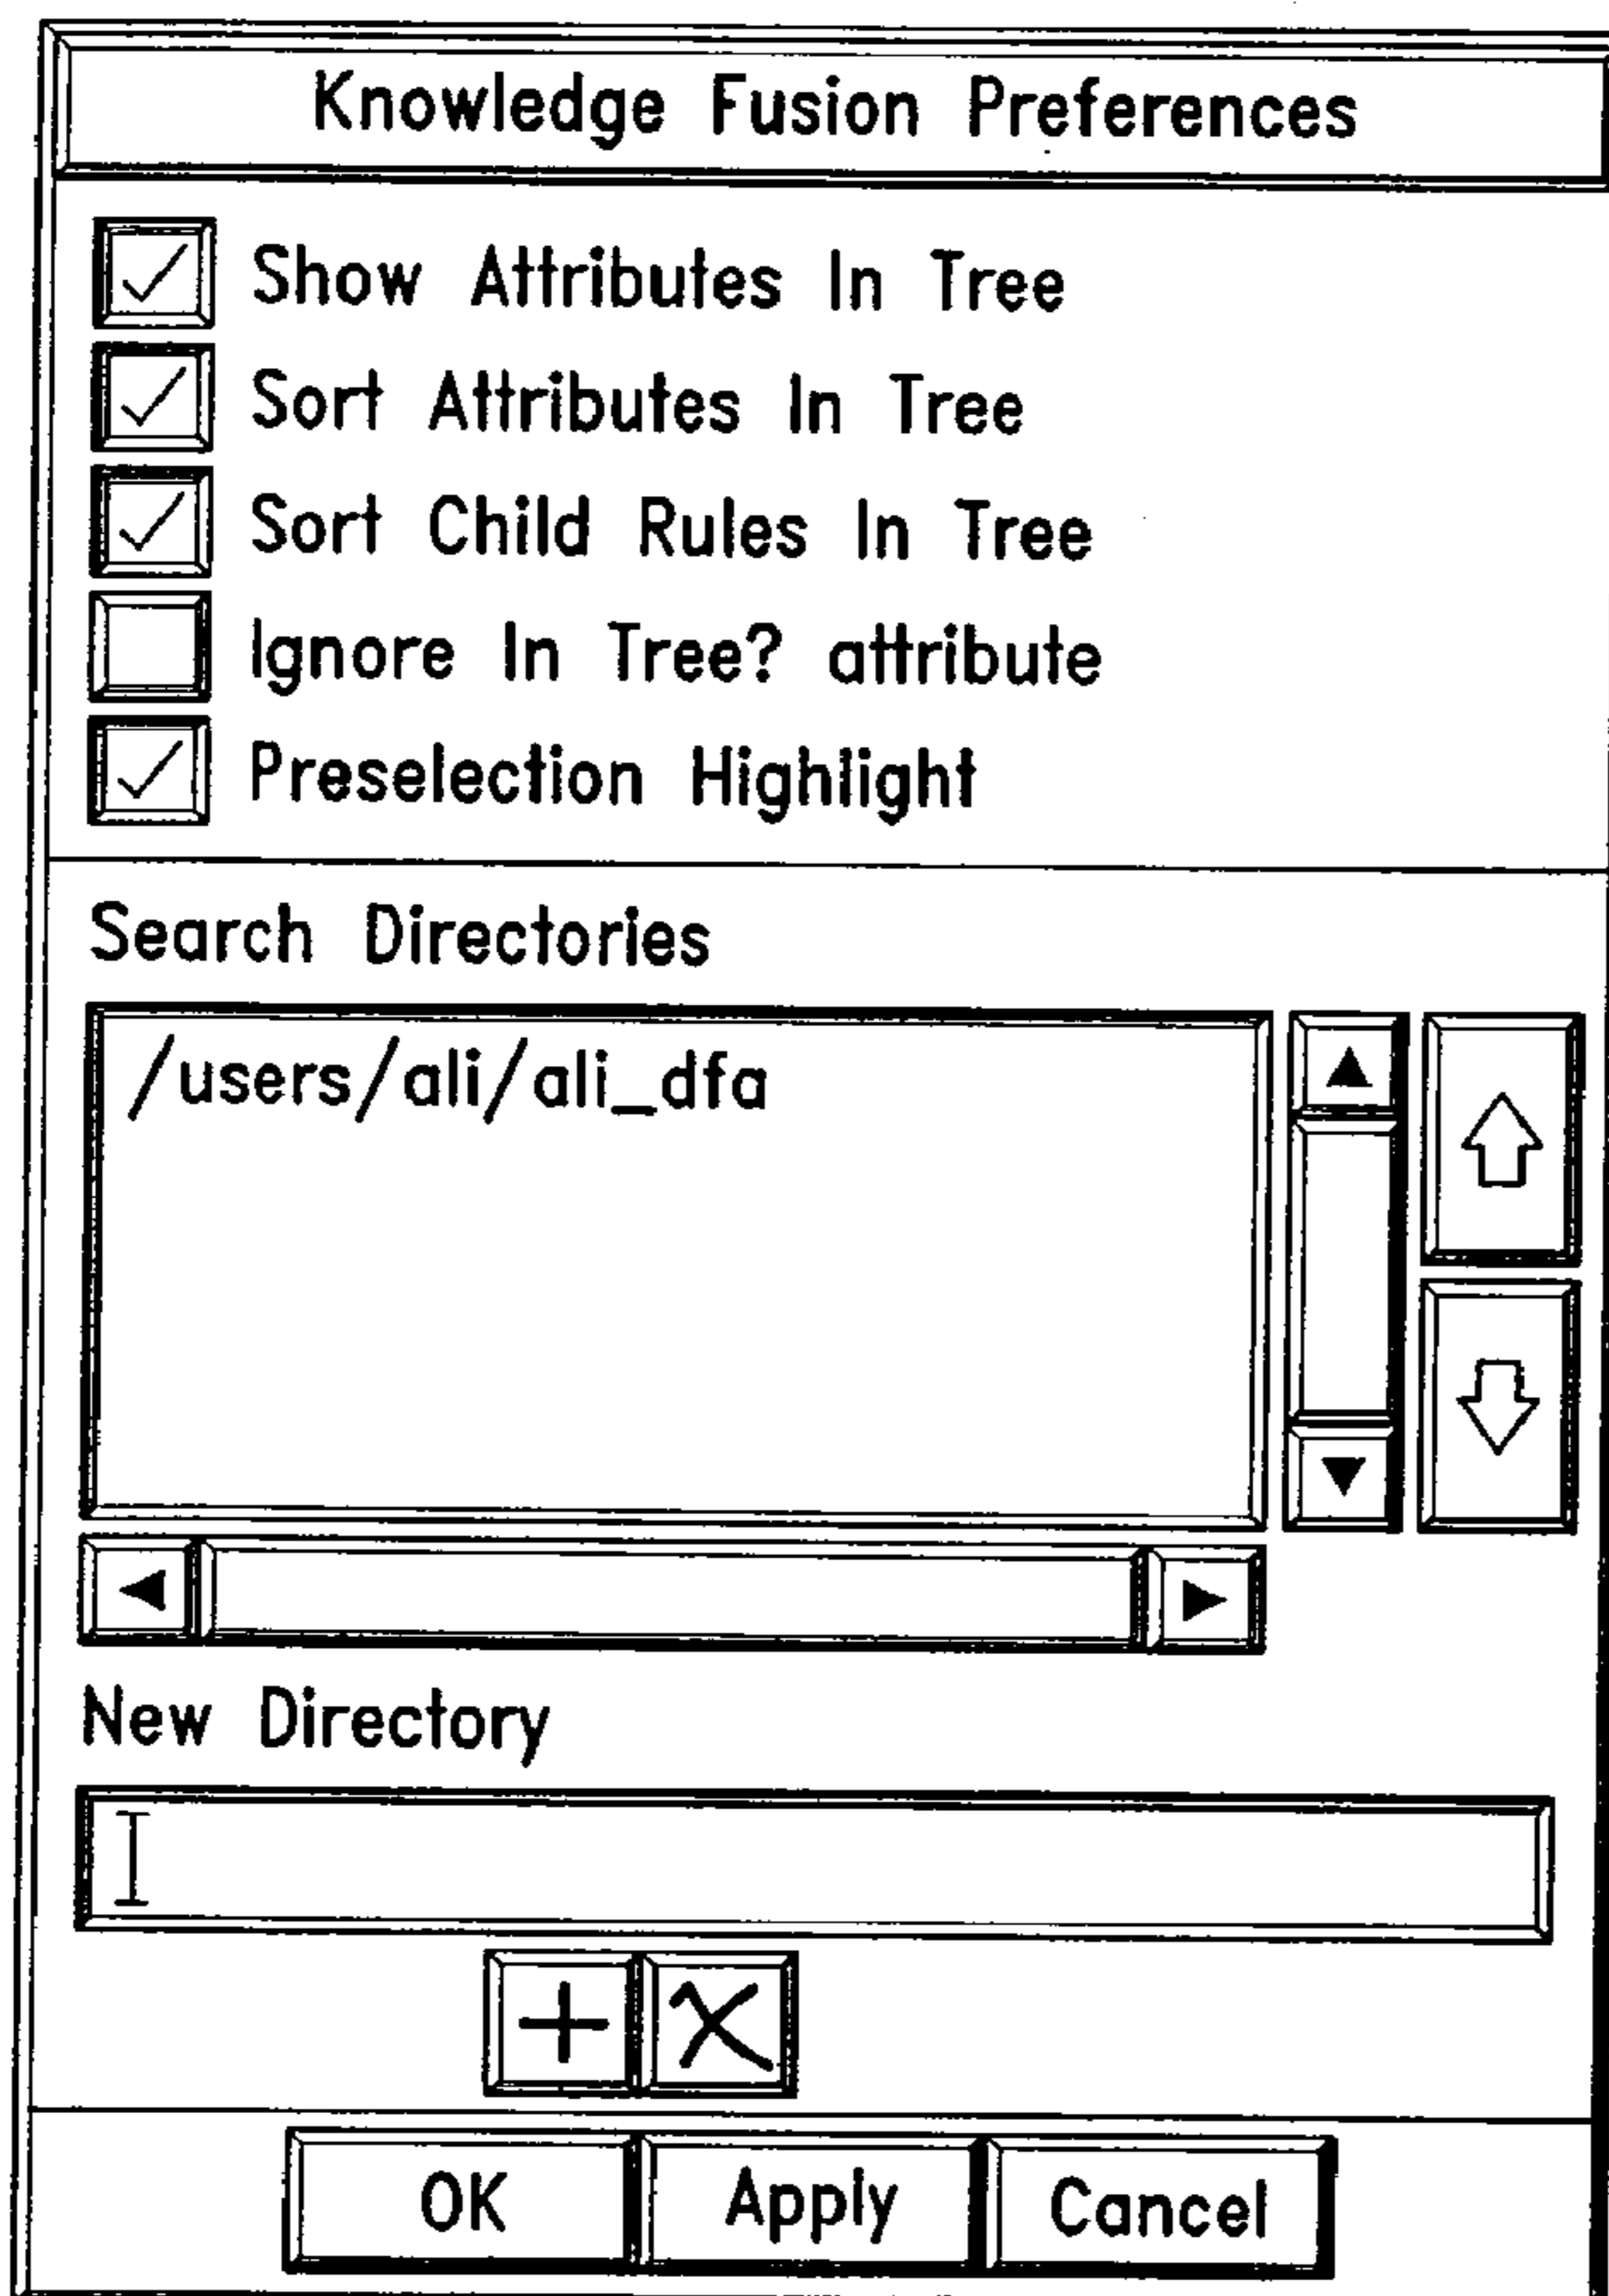 Knowledge Fusion Preferences
Show Attributes In Tree
Sort Attributes In Tree
Sort Child Rules In Tree
Ignore In Tree? attribute
Preselection Highlight
Search Directories
/users/ali/ali_dfa
New Directory
OK Apply Cancel